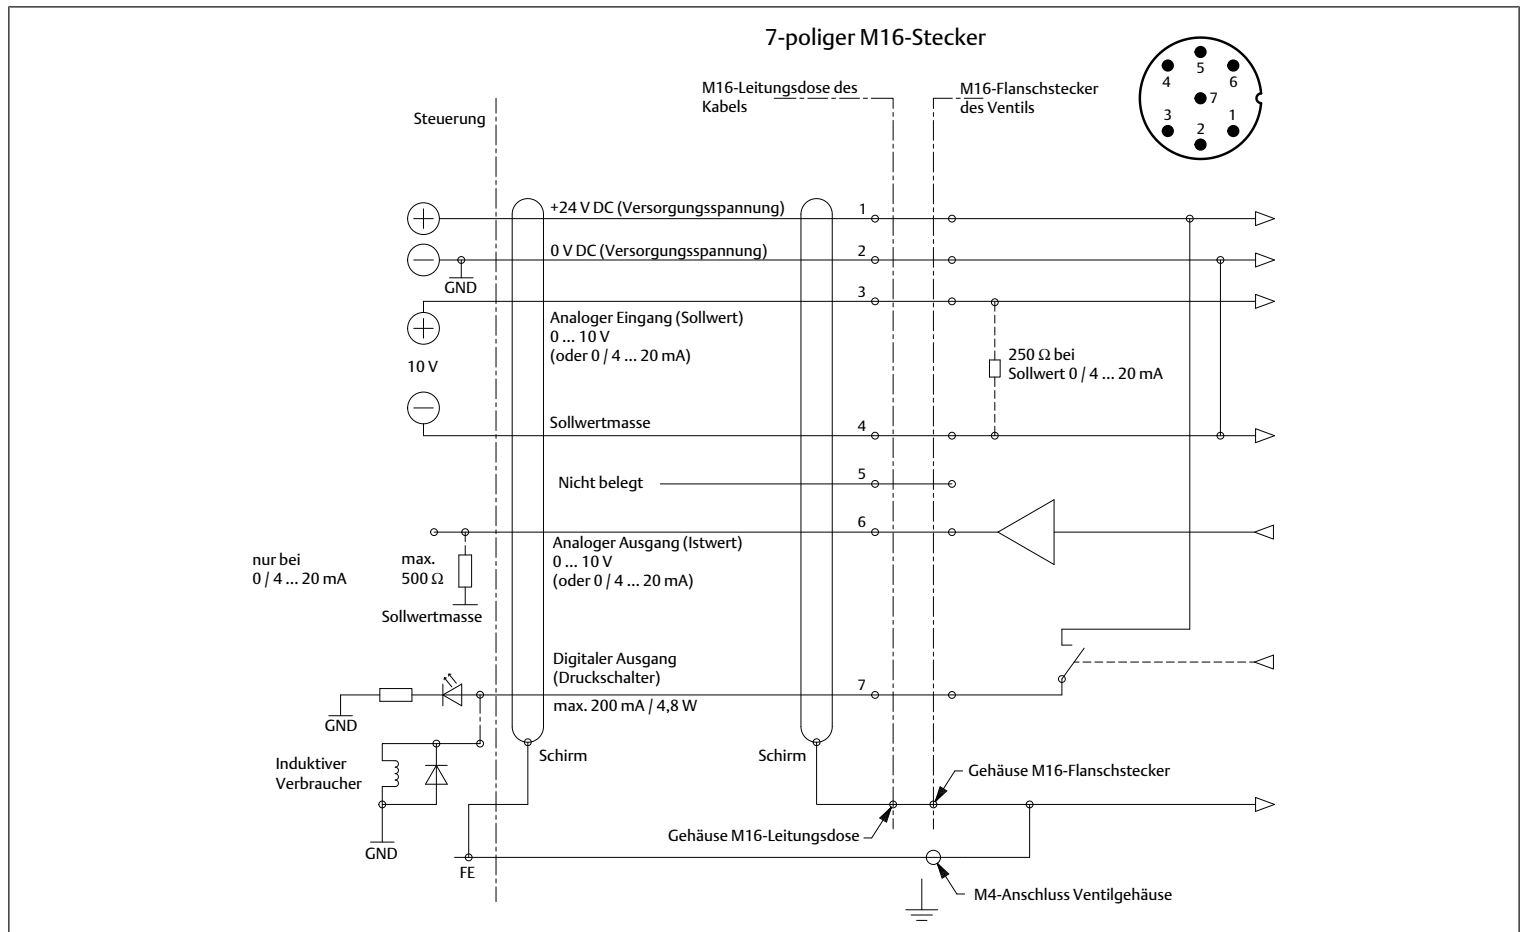 7-poliger M16-Stecker
M16-Leitungsdose des
Kabels
M16-Flanschstecker
des Ventils
5
4
6
7
3
1
2
Steuerung
+24 V DC (Versorgungsspannung)
1
0 V DC (Versorgungsspannung)
2
GND
3
Analoger Eingang (Sollwert)
0 ... 10 V
(oder 0 / 4 ... 20 mA)
10 V
250 Ω bei
Sollwert 0 / 4 ... 20 mA
Sollwertmasse
4
Nicht belegt
5
6
Analoger Ausgang (Istwert)
0 ... 10 V
(oder 0 / 4 ... 20 mA)
nur bei
0 / 4 ... 20 mA
max.
500 Ω
Sollwertmasse
Digitaler Ausgang
(Druckschalter)
7
max. 200 mA / 4,8 W
GND
Induktiver
Verbraucher
Schirm
Schirm
Gehäuse M16-Flanschstecker
Gehäuse M16-Leitungsdose
GND
FE
M4-Anschluss Ventilgehäuse